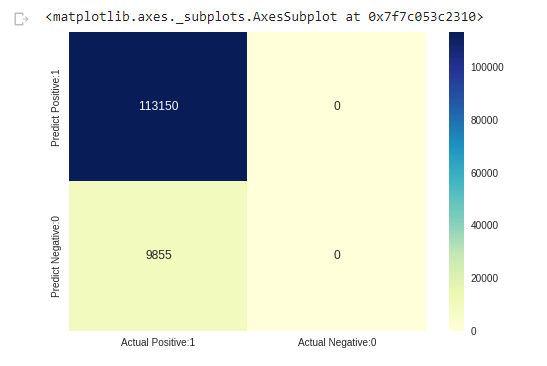 <matplotlib.axes._subplots.AxesSubplot at 0x7f7c053c2310>
Predict Positive:1
113150
0
Predict Negative:0
9855
0
Actual Positive:1
Actual Negative:0
100000
80000
60000
40000
20000
0